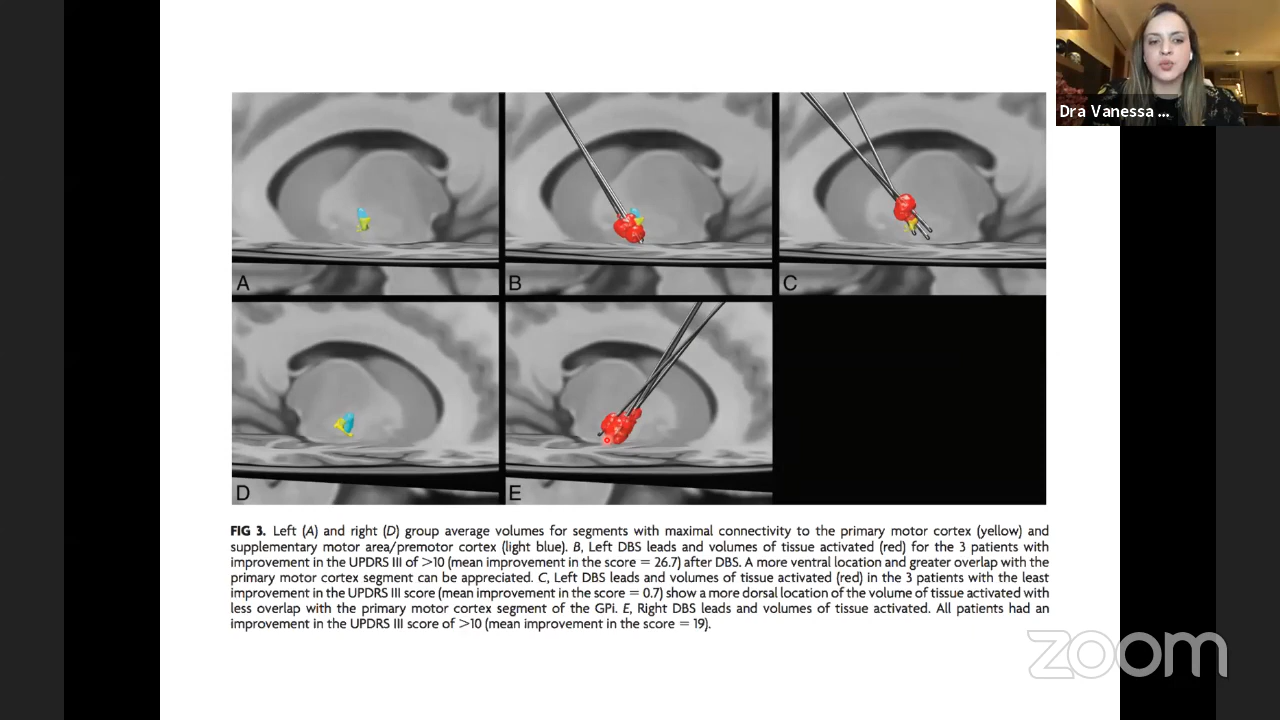 Dra Vanessa ...
A
B
C
D
E
FIG 3. Left (A) and right (D) group average volumes for segments with maximal connectivity to the primary motor cortex (yellow) and
supplementary motor area/premotor cortex (light blue). B, Left DBS leads and volumes of tissue activated (red) for the 3 patients with
improvement in the UPDRS III of >10 (mean improvement in the score = 26.7) after DBS. A more ventral location and greater overlap with the
primary motor cortex segment can be appreciated. C, Left DBS leads and volumes of tissue activated (red) in the 3 patients with the least
improvement in the UPDRS III score (mean improvement in the score = 0.7) show a more dorsal location of the volume of tissue activated with
less overlap with the primary motor cortex segment of the GPi. E, Right DBS leads and volumes of tissue activated. All patients had an
improvement in the UPDRS III score of >10 (mean improvement in the score = 19).
zoom